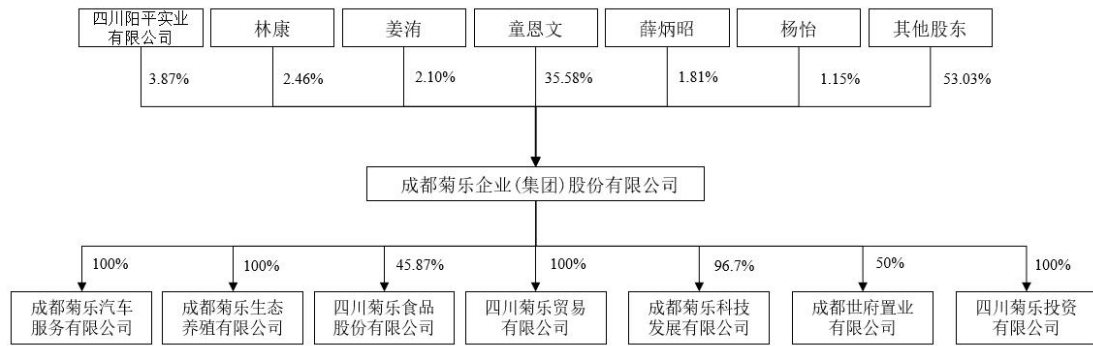 四川阳平实业
有限公司
林康
姜洧
童恩文
薛炳昭
杨怡
其他股东
3.87%
2.46%
2.10%
35.58%
1.81%
1.15%
53.03%
成都菊乐企业(集团)股份有限公司
100%
100%
45.87%
100%
96.7%
50%
100%
成都菊乐汽车
服务有限公司
成都菊乐生态
养殖有限公司
四川菊乐食品
股份有限公司
四川菊乐贸易
有限公司
成都菊乐科技
发展有限公司
成都世府置业
有限公司
四川菊乐投资
有限公司